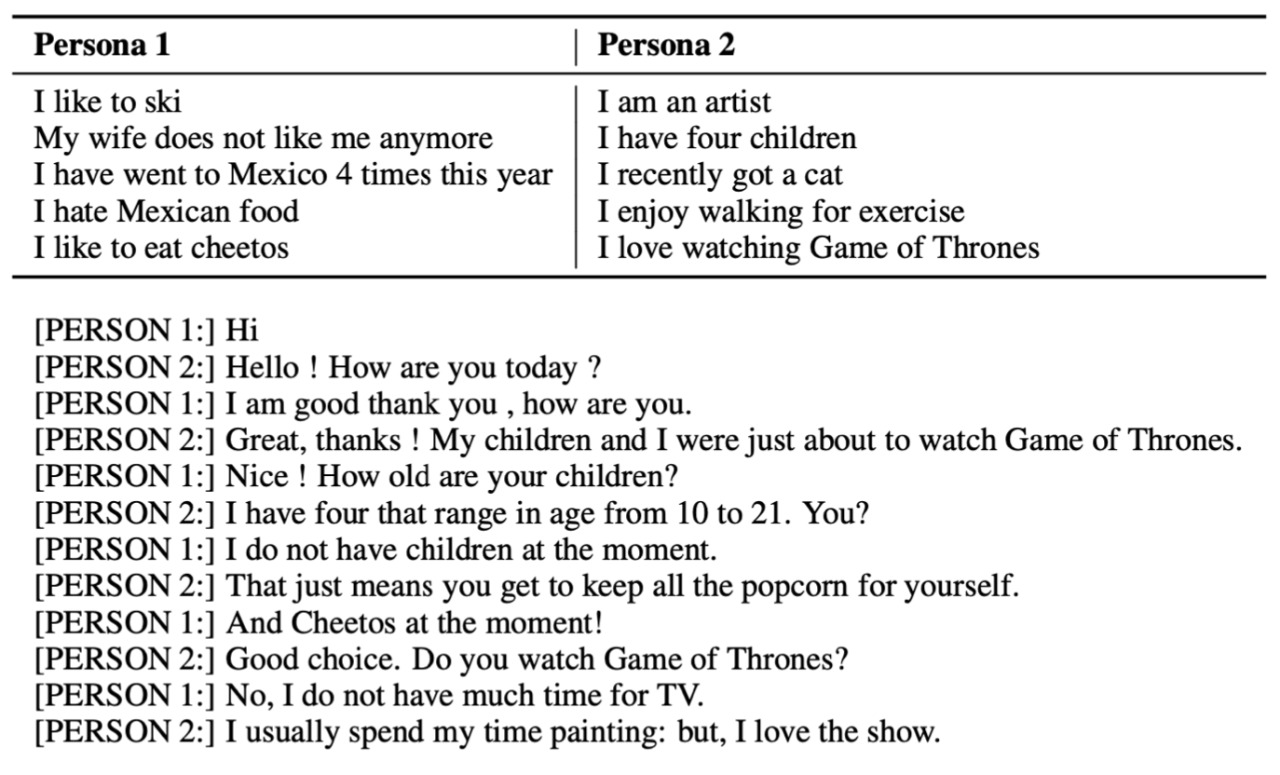 Persona 1
Persona 2
I like to ski
My wife does not like me anymore
I have went to Mexico 4 times this year
I hate Mexican food
I like to eat cheetos
I am an artist
I have four children
I recently got a cat
I enjoy walking for exercise
I love watching Game of Thrones
[PERSON 1:] Hi
[PERSON 2:] Hello ! How are you today ?
[PERSON 1:] I am good thank you , how are you.
[PERSON 2:] Great, thanks ! My children and I were just about to watch Game of Thrones.
[PERSON 1:] Nice ! How old are your children?
[PERSON 2:] I have four that range in age from 10 to 21. You?
[PERSON 1:] I do not have children at the moment.
[PERSON 2:] That just means you get to keep all the popcorn for yourself.
[PERSON 1:] And Cheetos at the moment!
[PERSON 2:] Good choice. Do you watch Game of Thrones?
[PERSON 1:] No, I do not have much time for TV.
[PERSON 2:] I usually spend my time painting: but, I love the show.